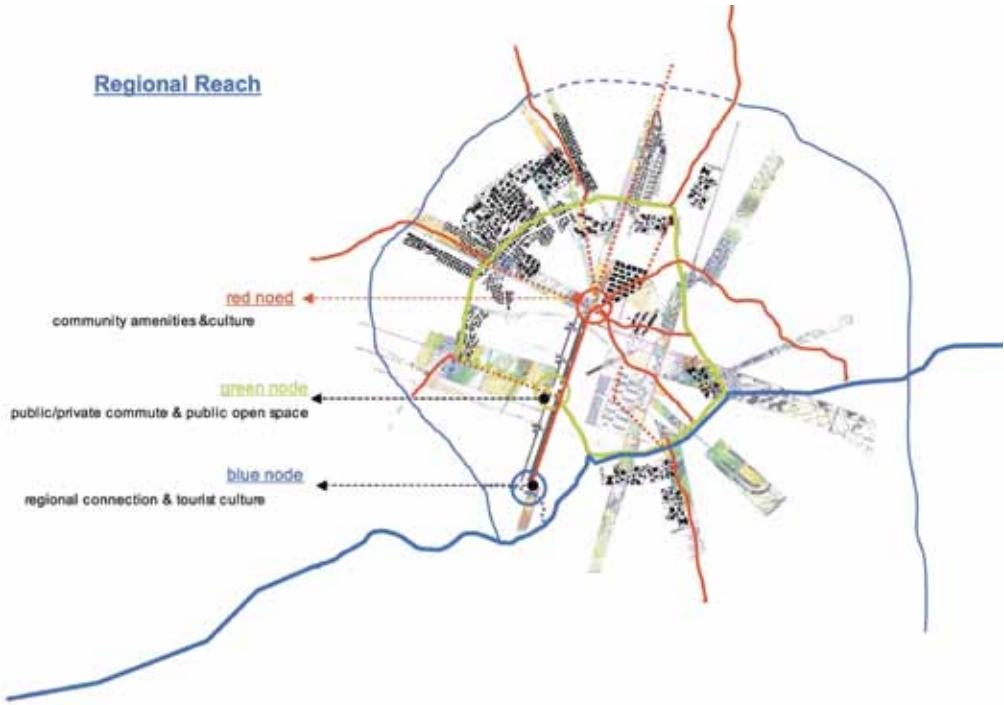 Regional Reach
red noed
community amenities&culture
green node
public/private commute & public open space
blue node
regional connection & tourist culture